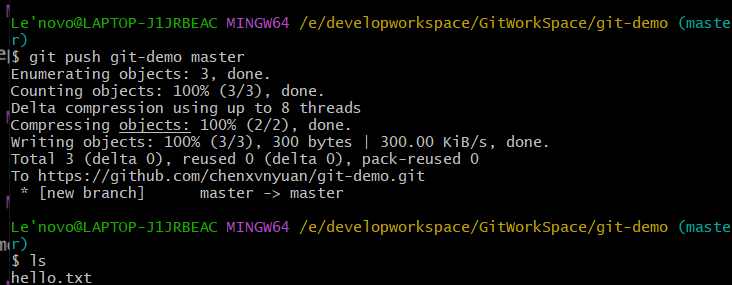 Le'novo@LAPTOP-J1JRBEAC MINGW64 /e/developworkspace/GitWorkSpace/git-demo (maste
r)
$ git push git-demo master
Enumerating objects: 3, done.
Counting objects: 100% (3/3), done.
Delta compression using up to 8 threads
Compressing objects: 100% (2/2), done.
Writing objects: 100% (3/3), 300 bytes | 300.00 KiB/s, done.
Total 3 (delta 0), reused 0 (delta 0), pack-reused 0
To https://github.com/chenxvnyuan/git-demo.git
 * [new branch]      master -> master
Le'novo@LAPTOP-J1JRBEAC MINGW64 /e/developworkspace/GitWorkSpace/git-demo (maste
r)
$ ls
hello.txt